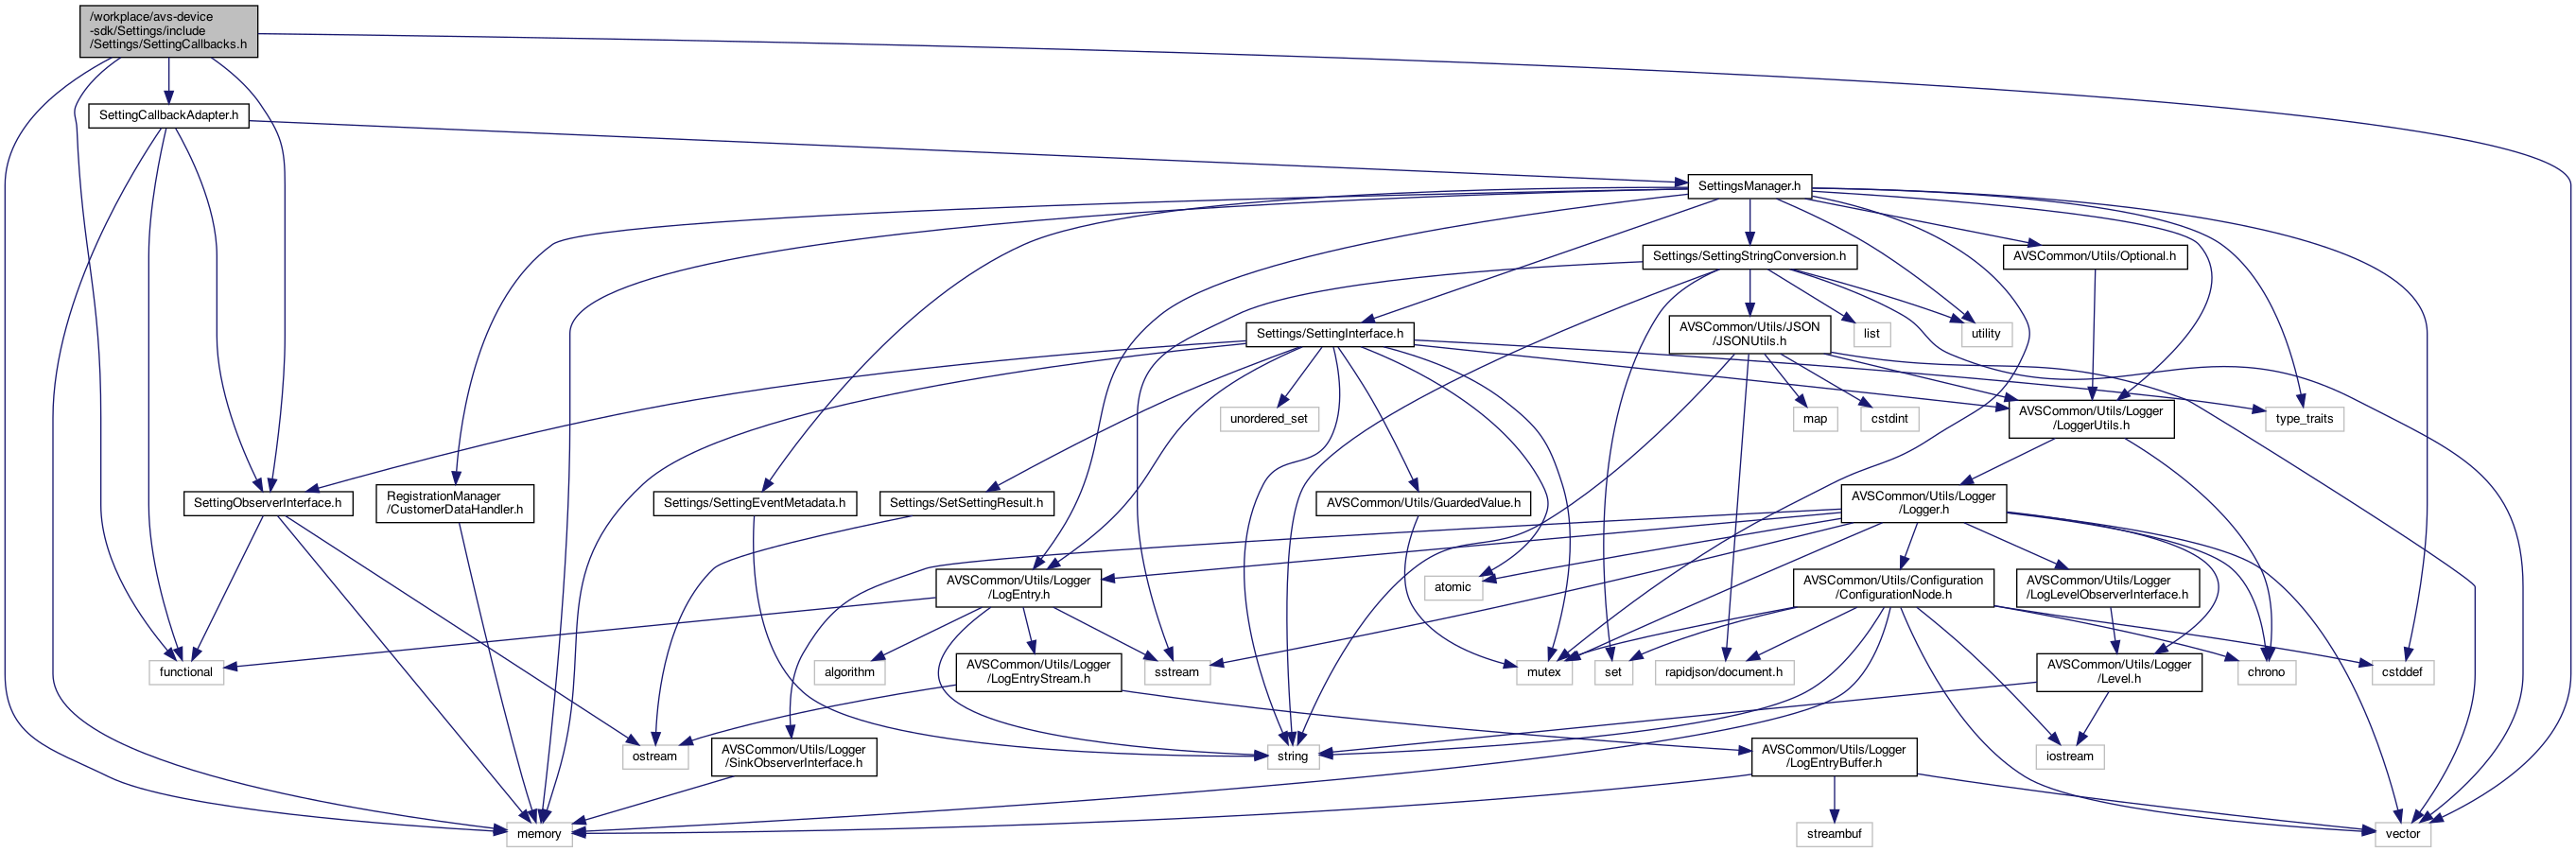 /workplace/avs-device
-sdk/Settings/include
/Settings/SettingCallbacks.h
SettingCallbackAdapter.h
SettingsManager.h
Settings/SettingStringConversion.h
AVSCommon/Utils/Optional.h
Settings/SettingInterface.h
AVSCommon/Utils/JSON
/JSONUtils.h
list
utility
unordered_set
map
cstdint
AVSCommon/Utils/Logger
/LoggerUtils.h
type_traits
SettingObserverInterface.h
RegistrationManager
/CustomerDataHandler.h
Settings/SettingEventMetadata.h
Settings/SetSettingResult.h
AVSCommon/Utils/GuardedValue.h
AVSCommon/Utils/Logger
/Logger.h
AVSCommon/Utils/Logger
/LogEntry.h
atomic
AVSCommon/Utils/Configuration
/ConfigurationNode.h
AVSCommon/Utils/Logger
/LogLevelObserverInterface.h
functional
algorithm
AVSCommon/Utils/Logger
/LogEntryStream.h
sstream
mutex
set
rapidjson/document.h
AVSCommon/Utils/Logger
/Level.h
chrono
cstddef
ostream
AVSCommon/Utils/Logger
/SinkObserverInterface.h
string
AVSCommon/Utils/Logger
/LogEntryBuffer.h
iostream
memory
streambuf
vector